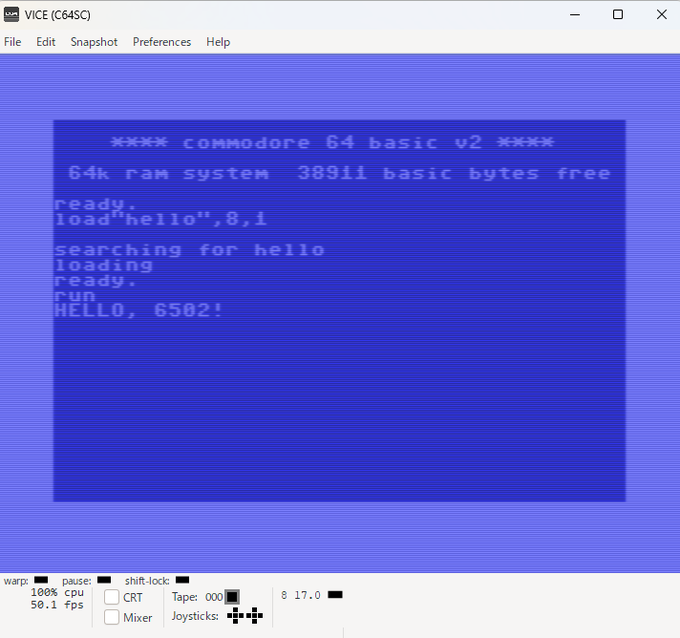 VICE (C64SC)
File Edit Snapshot Preferences Help
**** commodore 64 basic v2 ****
64k ram system 38911 basic bytes free
ready.
load"hello",8,1
searching for hello
loading
ready.
run
HELLO, 6502!
warp: pause: shift-lock:
100% cpu
50.1 fps
CRT
Mixer
Tape: 000
Joysticks:
8 17.0